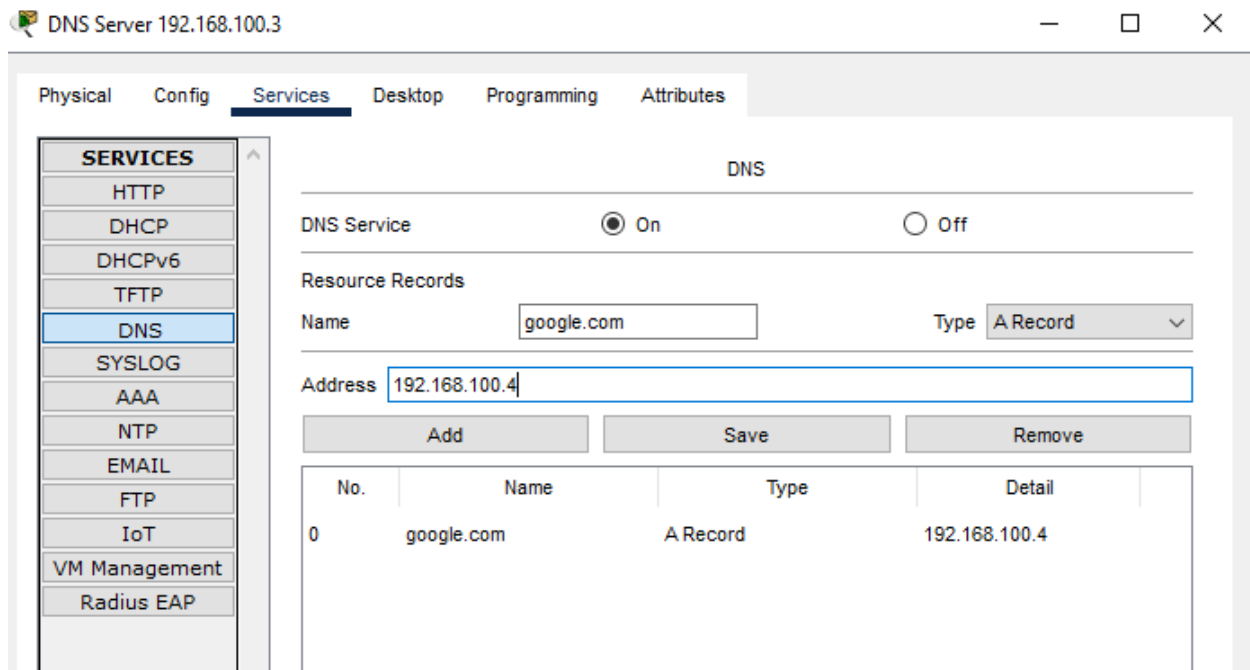 DNS Server 192.168.100.3
Physical Config Services Desktop Programming Attributes
SERVICES
HTTP
DHCP
DHCPv6
TFTP
DNS
SYSLOG
AAA
NTP
EMAIL
FTP
IoT
VM Management
Radius EAP
DNS
DNS Service On Off
Resource Records
Name google.com Type A Record
Address 192.168.100.4
Add Save Remove
No. Name Type Detail
0 google.com A Record 192.168.100.4